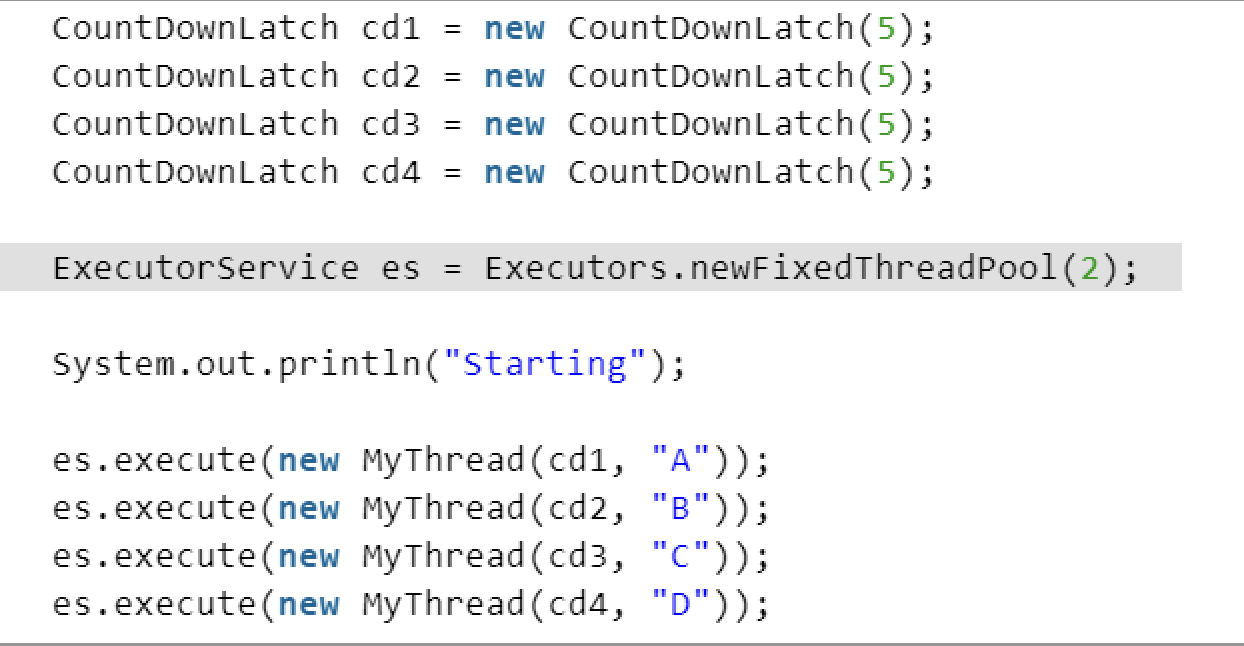 CountDownLatch cd1 = new CountDownLatch(5);
CountDownLatch cd2 = new CountDownLatch(5);
CountDownLatch cd3 = new CountDownLatch(5);
CountDownLatch cd4 = new CountDownLatch(5);
ExecutorService es = Executors.newFixedThreadPool(2);
System.out.println("Starting");
es.execute(new MyThread(cd1, "A"));
es.execute(new MyThread(cd2, "B"));
es.execute(new MyThread(cd3, "C"));
es.execute(new MyThread(cd4, "D"));